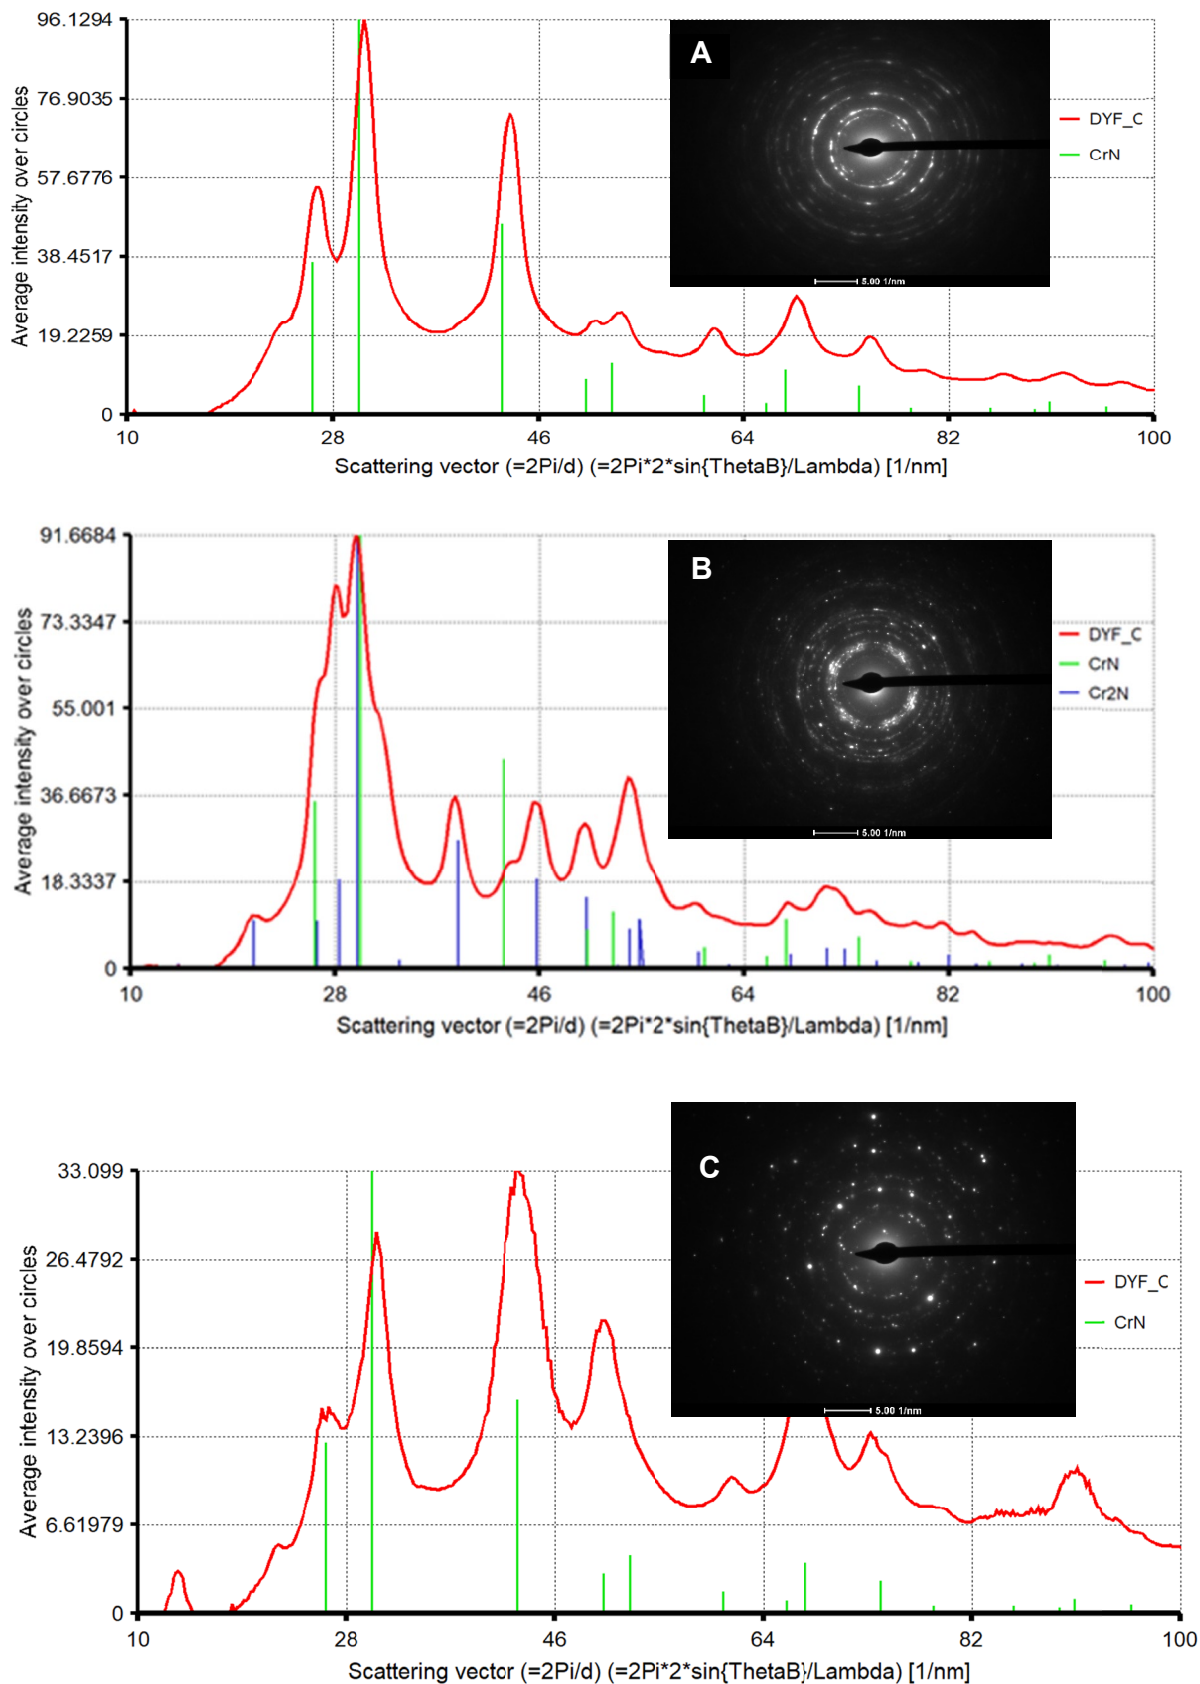 96.1294
76.9035
57.6776
38.4517
19.2259
0
Average intensity over circles
A
5.00 1/nm
DYF_C
CrN
10 28 46 64 82 100
Scattering vector (=2Pi/d) (=2Pi*2*sin{ThetaB}/Lambda) [1/nm]
91.6684
73.3347
55.001
36.6673
18.3337
0
Average intensity over circles
B
5.00 1/nm
DYF_C
CrN
Cr2N
10 28 46 64 82 100
Scattering vector (=2Pi/d) (=2Pi*2*sin{ThetaB}/Lambda) [1/nm]
33.099
26.4792
19.8594
13.2396
6.61979
0
Average intensity over circles
C
5.00 1/nm
DYF_C
CrN
10 28 46 64 82 100
Scattering vector (=2Pi/d) (=2Pi*2*sin{ThetaB}/Lambda) [1/nm]